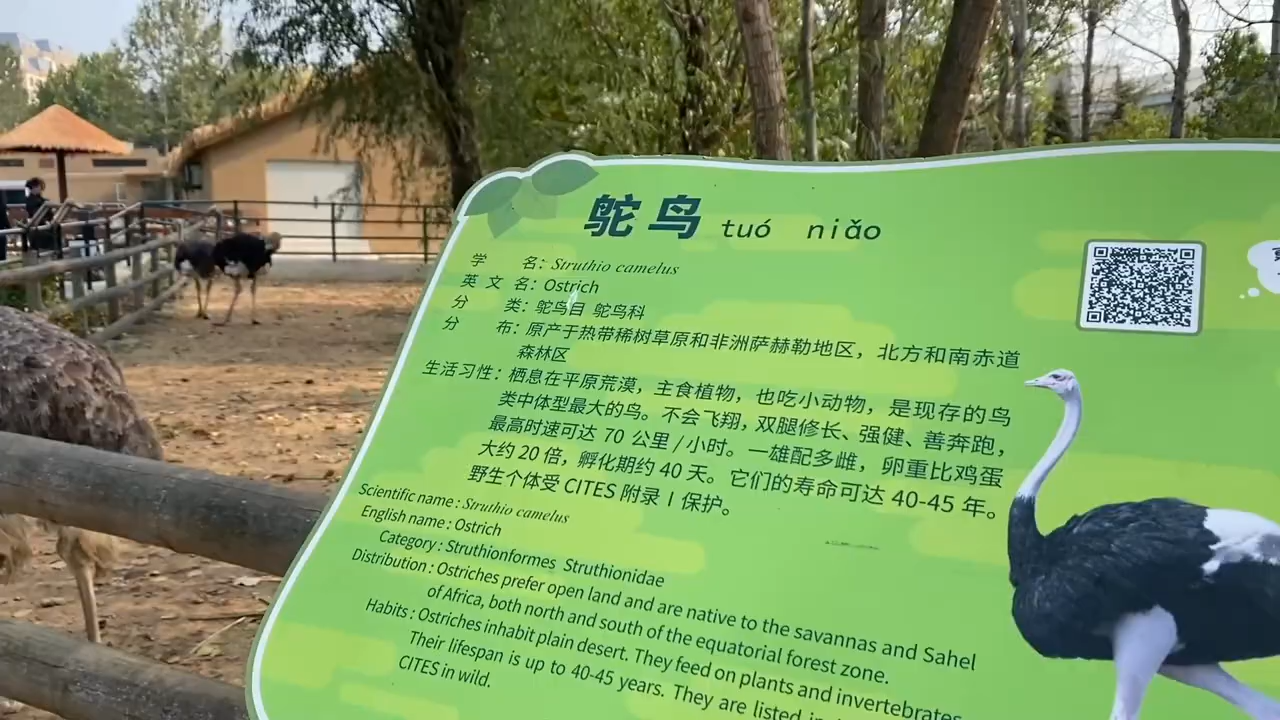 鸵鸟 tuó niǎo
学名：Struthio camelus
英文名：Ostrich
分类：鸵鸟目 鸵鸟科
分布：原产于热带稀树草原和非洲萨赫勒地区，北方和南赤道
森林区
生活习性：栖息在平原荒漠，主食植物，也吃小动物，是现存的鸟
类中体型最大的鸟。不会飞翔，双腿修长、强健、善奔跑，
最高时速可达 70 公里/小时。一雄配多雌，卵重比鸡蛋
大约 20 倍，孵化期约 40 天。它们的寿命可达 40-45 年。
野生个体受 CITES 附录 I 保护。
Scientific name : Struthio camelus
English name : Ostrich
Category : Struthionformes Struthionidae
Distribution : Ostriches prefer open land and are native to the savannas and Sahel
of Africa, both north and south of the equatorial forest zone.
Habits : Ostriches inhabit plain desert. They feed on plants and invertebrates
Their lifespan is up to 40-45 years. They are listed in
CITES in wild.